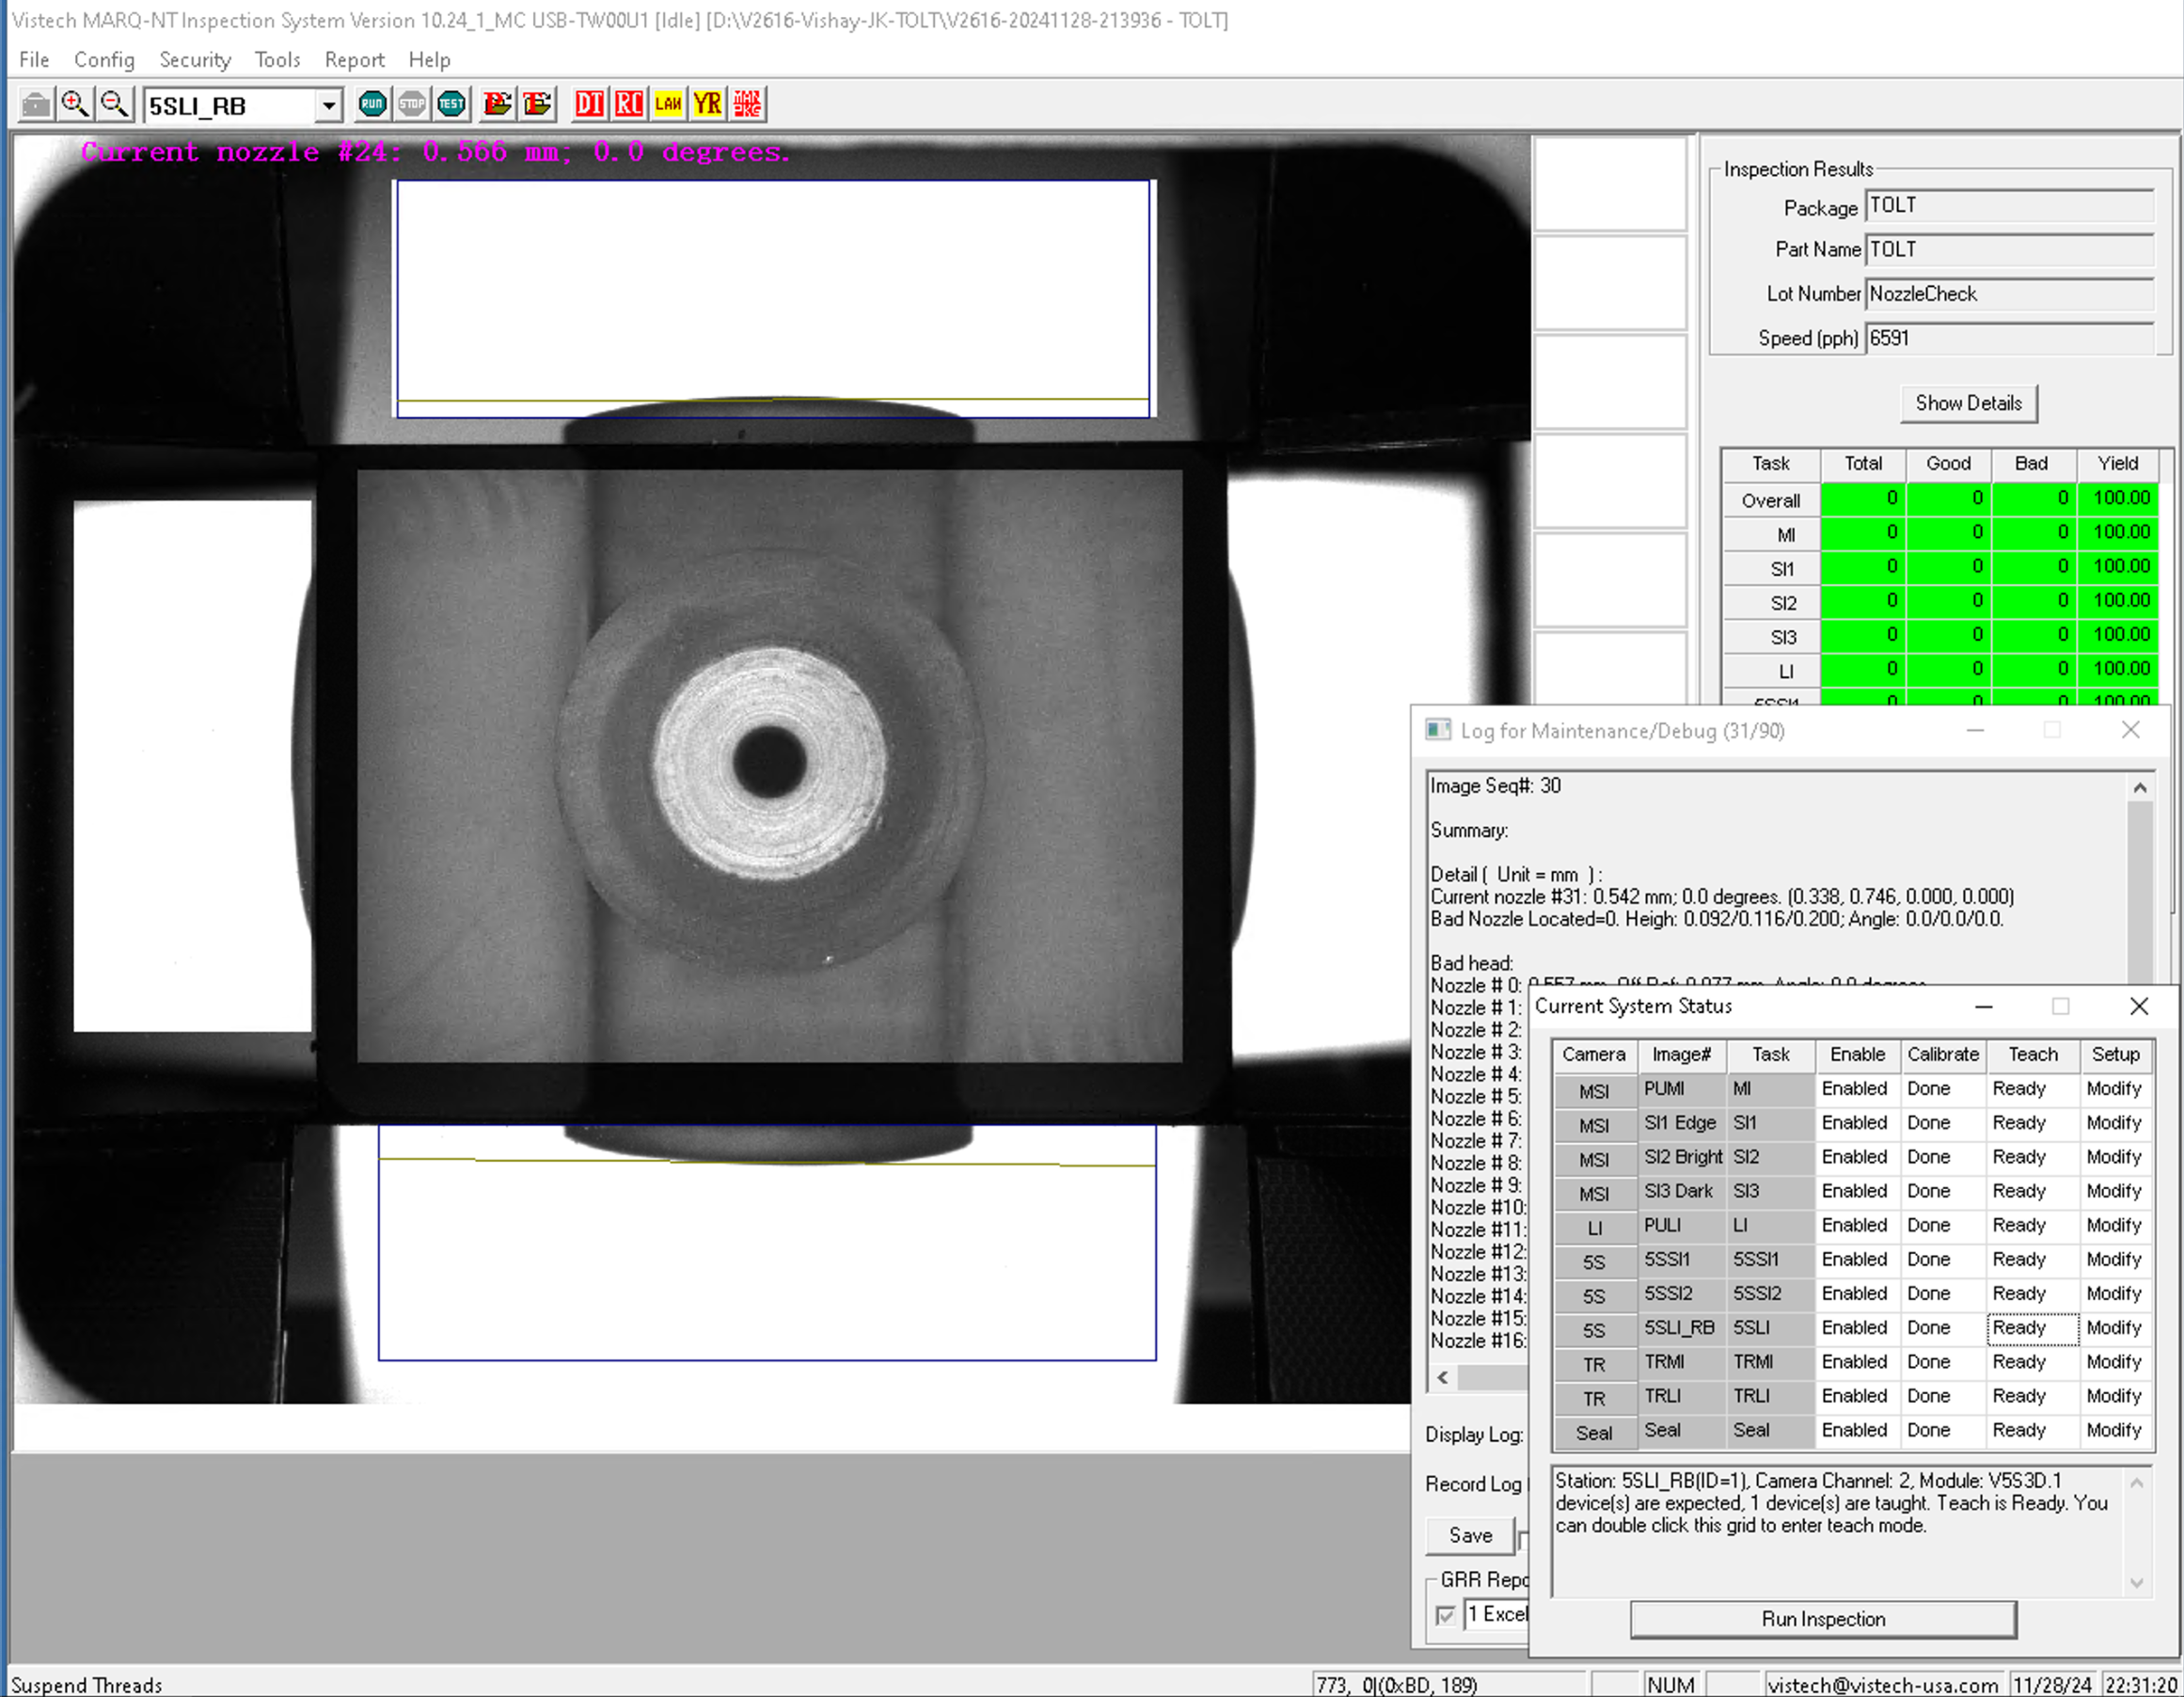 Vistech MARQ-NT Inspection System Version 10.24_1_MC USB-TW00U1 [Idle] [D:\V2616-Vishay-JK-TOLT\V2616-20241128-213936 - TOLT]
File Config Security Tools Report Help
5SLI_RB RUN STOP TEST DT RC LAN YR
Current nozzle #24: 0.566 mm; 0.0 degrees.
Inspection Results
Package TOLT
Part Name TOLT
Lot Number NozzleCheck
Speed (pph) 6591
Show Details
Task Total Good Bad Yield
Overall 0 0 0 100.00
MI 0 0 0 100.00
SI1 0 0 0 100.00
SI2 0 0 0 100.00
SI3 0 0 0 100.00
LI 0 0 0 100.00
5SSI1 0 0 0 100.00
Log for Maintenance/Debug (31/90)
Image Seq#: 30
Summary:
Detail ( Unit = mm ) :
Current nozzle #31: 0.542 mm; 0.0 degrees. (0.338, 0.746, 0.000, 0.000)
Bad Nozzle Located=0. Heigh: 0.092/0.116/0.200; Angle: 0.0/0.0/0.0.
Bad head:
Nozzle # 0: 0.557 mm, Off Ref: 0.077 mm, Angle: 0.0 degrees
Nozzle # 1:
Nozzle # 2:
Nozzle # 3:
Nozzle # 4:
Nozzle # 5:
Nozzle # 6:
Nozzle # 7:
Nozzle # 8:
Nozzle # 9:
Nozzle #10:
Nozzle #11:
Nozzle #12:
Nozzle #13:
Nozzle #14:
Nozzle #15:
Nozzle #16:
Display Log:
Record Log
Save
GRR Repo
1 Excel
Current System Status
Camera Image# Task Enable Calibrate Teach Setup
MSI PUMI MI Enabled Done Ready Modify
MSI SI1 Edge SI1 Enabled Done Ready Modify
MSI SI2 Bright SI2 Enabled Done Ready Modify
MSI SI3 Dark SI3 Enabled Done Ready Modify
LI PULI LI Enabled Done Ready Modify
5S 5SSI1 5SSI1 Enabled Done Ready Modify
5S 5SSI2 5SSI2 Enabled Done Ready Modify
5S 5SLI_RB 5SLI Enabled Done Ready Modify
TR TRMI TRMI Enabled Done Ready Modify
TR TRLI TRLI Enabled Done Ready Modify
Seal Seal Seal Enabled Done Ready Modify
Station: 5SLI_RB(ID=1), Camera Channel: 2, Module: V5S3D.1
device(s) are expected, 1 device(s) are taught. Teach is Ready. You
can double click this grid to enter teach mode.
Run Inspection
Suspend Threads 773, 0|(0xBD, 189) NUM vistech@vistech-usa.com 11/28/24 22:31:20